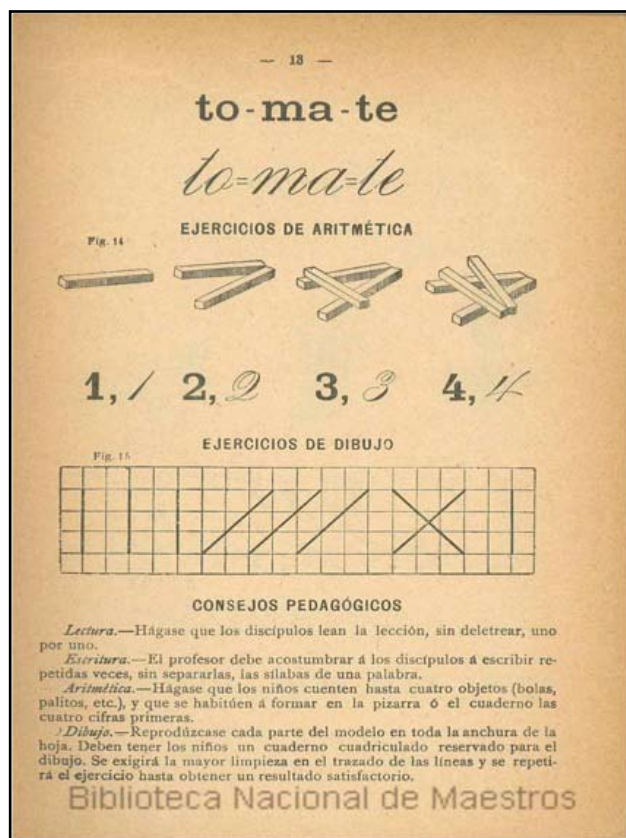 — 13 —
to-ma-te
to=ma=te
EJERCICIOS DE ARITMÉTICA
Fig. 14
1, 1 2, 2 3, 3 4, 4
EJERCICIOS DE DIBUJO
Fig. 15
CONSEJOS PEDAGÓGICOS
Lectura.—Hágase que los discípulos lean la lección, sin deletrear, uno
por uno.
Escritura.—El profesor debe acostumbrar á los discípulos á escribir re-
petidas veces, sin separarlas, las sílabas de una palabra.
Aritmética.—Hágase que los niños cuenten hasta cuatro objetos (bolas,
palitos, etc.), y que se habitúen á formar en la pizarra ó el cuaderno las
cuatro cifras primeras.
Dibujo.—Reprodúzcase cada parte del modelo en toda la anchura de la
hoja. Deben tener los niños un cuaderno cuadriculado reservado para el
dibujo. Se exigirá la mayor limpieza en el trazado de las líneas y se repeti-
rá el ejercicio hasta obtener un resultado satisfactorio.
Biblioteca Nacional de Maestros